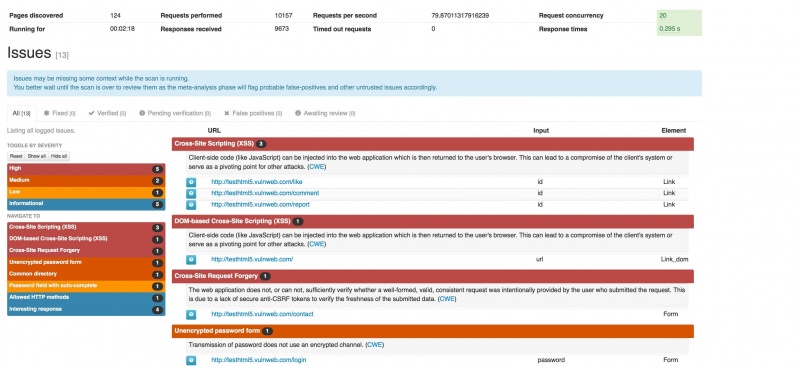 Pages discovered 124 Requests performed 10157 Requests per second 79.87011317916239 Request concurrency 20
Running for 00:02:18 Responses received 9673 Timed out requests 0 Response times 0.295 s
Issues [13]
Issues may be missing some context while the scan is running.
You better wait until the scan is over to review them as the meta-analysis phase will flag probable false-positives and other untrusted issues accordingly.
All [13] Fixed [0] Verified [0] Pending verification [0] False positives [0] Awaiting review [0]
Listing all logged issues.
TOGGLE BY SEVERITY
Reset Show all Hide all
High 5
Medium 2
Low 1
Informational 5
NAVIGATE TO
Cross-Site Scripting (XSS) 3
DOM-based Cross-Site Scripting (XSS) 1
Cross-Site Request Forgery 1
Unencrypted password form 1
Common directory 1
Password field with auto-complete 1
Allowed HTTP methods 1
Interesting response 4
URL Input Element
Cross-Site Scripting (XSS) 3
Client-side code (like JavaScript) can be injected into the web application which is then returned to the user's browser. This can lead to a compromise of the client's system or
serve as a pivoting point for other attacks. (CWE)
http://testhtml5.vulnweb.com/like id Link
http://testhtml5.vulnweb.com/comment id Link
http://testhtml5.vulnweb.com/report id Link
DOM-based Cross-Site Scripting (XSS) 1
Client-side code (like JavaScript) can be injected into the web application which is then returned to the user's browser. This can lead to a compromise of the client's system or
serve as a pivoting point for other attacks. (CWE)
http://testhtml5.vulnweb.com/ url Link_dom
Cross-Site Request Forgery 1
The web application does not, or can not, sufficiently verify whether a well-formed, valid, consistent request was intentionally provided by the user who submitted the request. This
is due to a lack of secure anti-CSRF tokens to verify the freshness of the submitted data. (CWE)
http://testhtml5.vulnweb.com/contact Form
Unencrypted password form 1
Transmission of password does not use an encrypted channel. (CWE)
http://testhtml5.vulnweb.com/login password Form